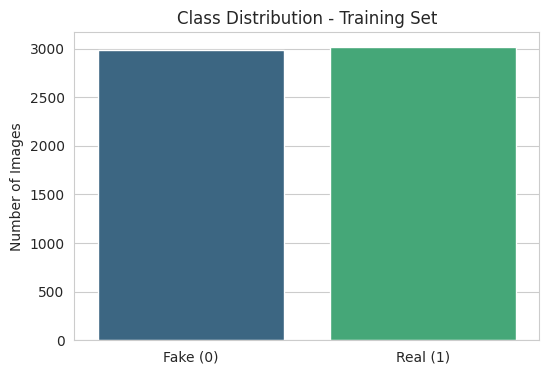 Class Distribution - Training Set
Number of Images
3000
2500
2000
1500
1000
500
0
Fake (0)
Real (1)